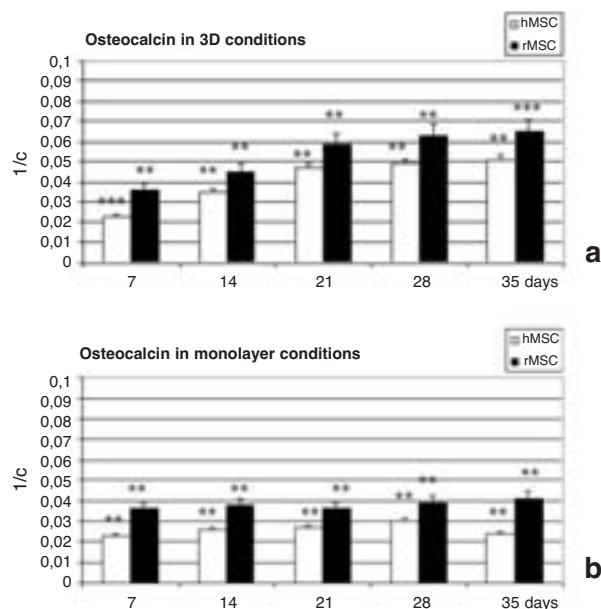 Osteocalcin in 3D conditions
hMSC
rMSC
0,1
0,09
0,08
0,07
0,06
0,05
0,04
0,03
0,02
0,01
0
1/c
*** ** ** ** ** ** ** ** ** ***
7 14 21 28 35 days
a
Osteocalcin in monolayer conditions
hMSC
rMSC
0,1
0,09
0,08
0,07
0,06
0,05
0,04
0,03
0,02
0,01
0
1/c
** ** ** ** ** ** ** ** ** **
7 14 21 28 35 days
b